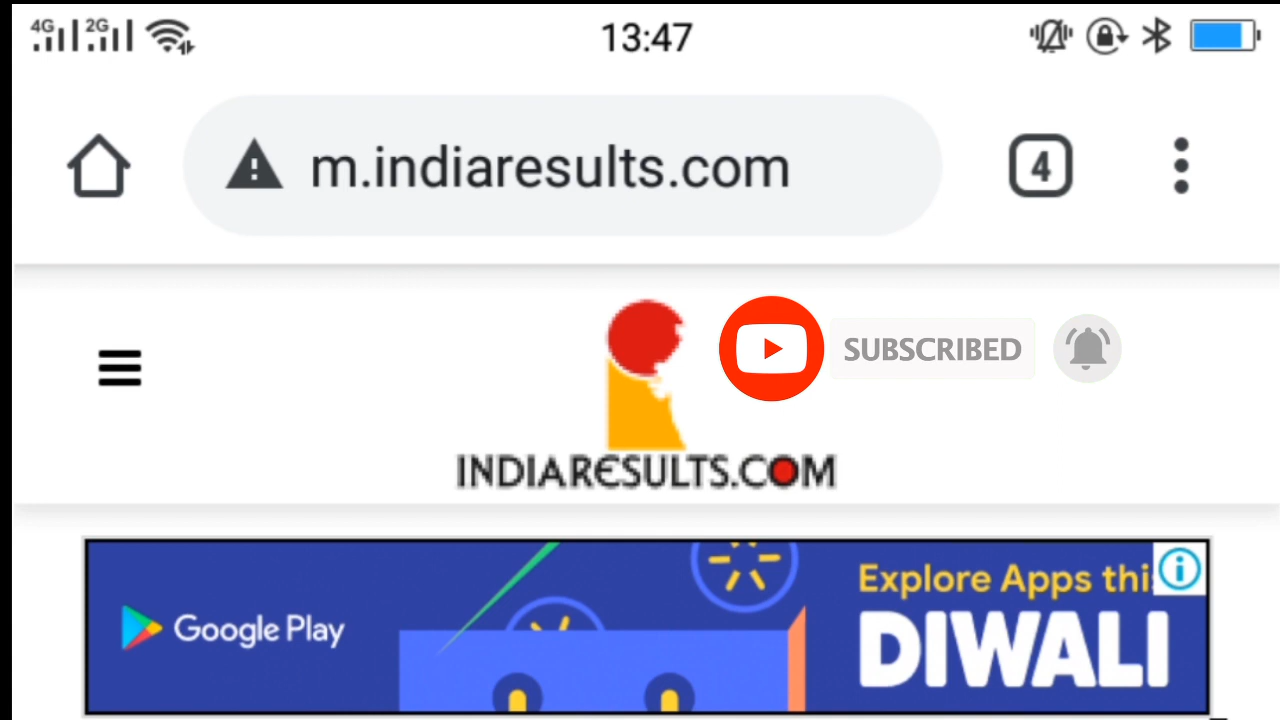 4G 2G 13:47
m.indiaresults.com 4
SUBSCRIBED
INDIARESULTS.COM
Google Play
Explore Apps thi
DIWALI